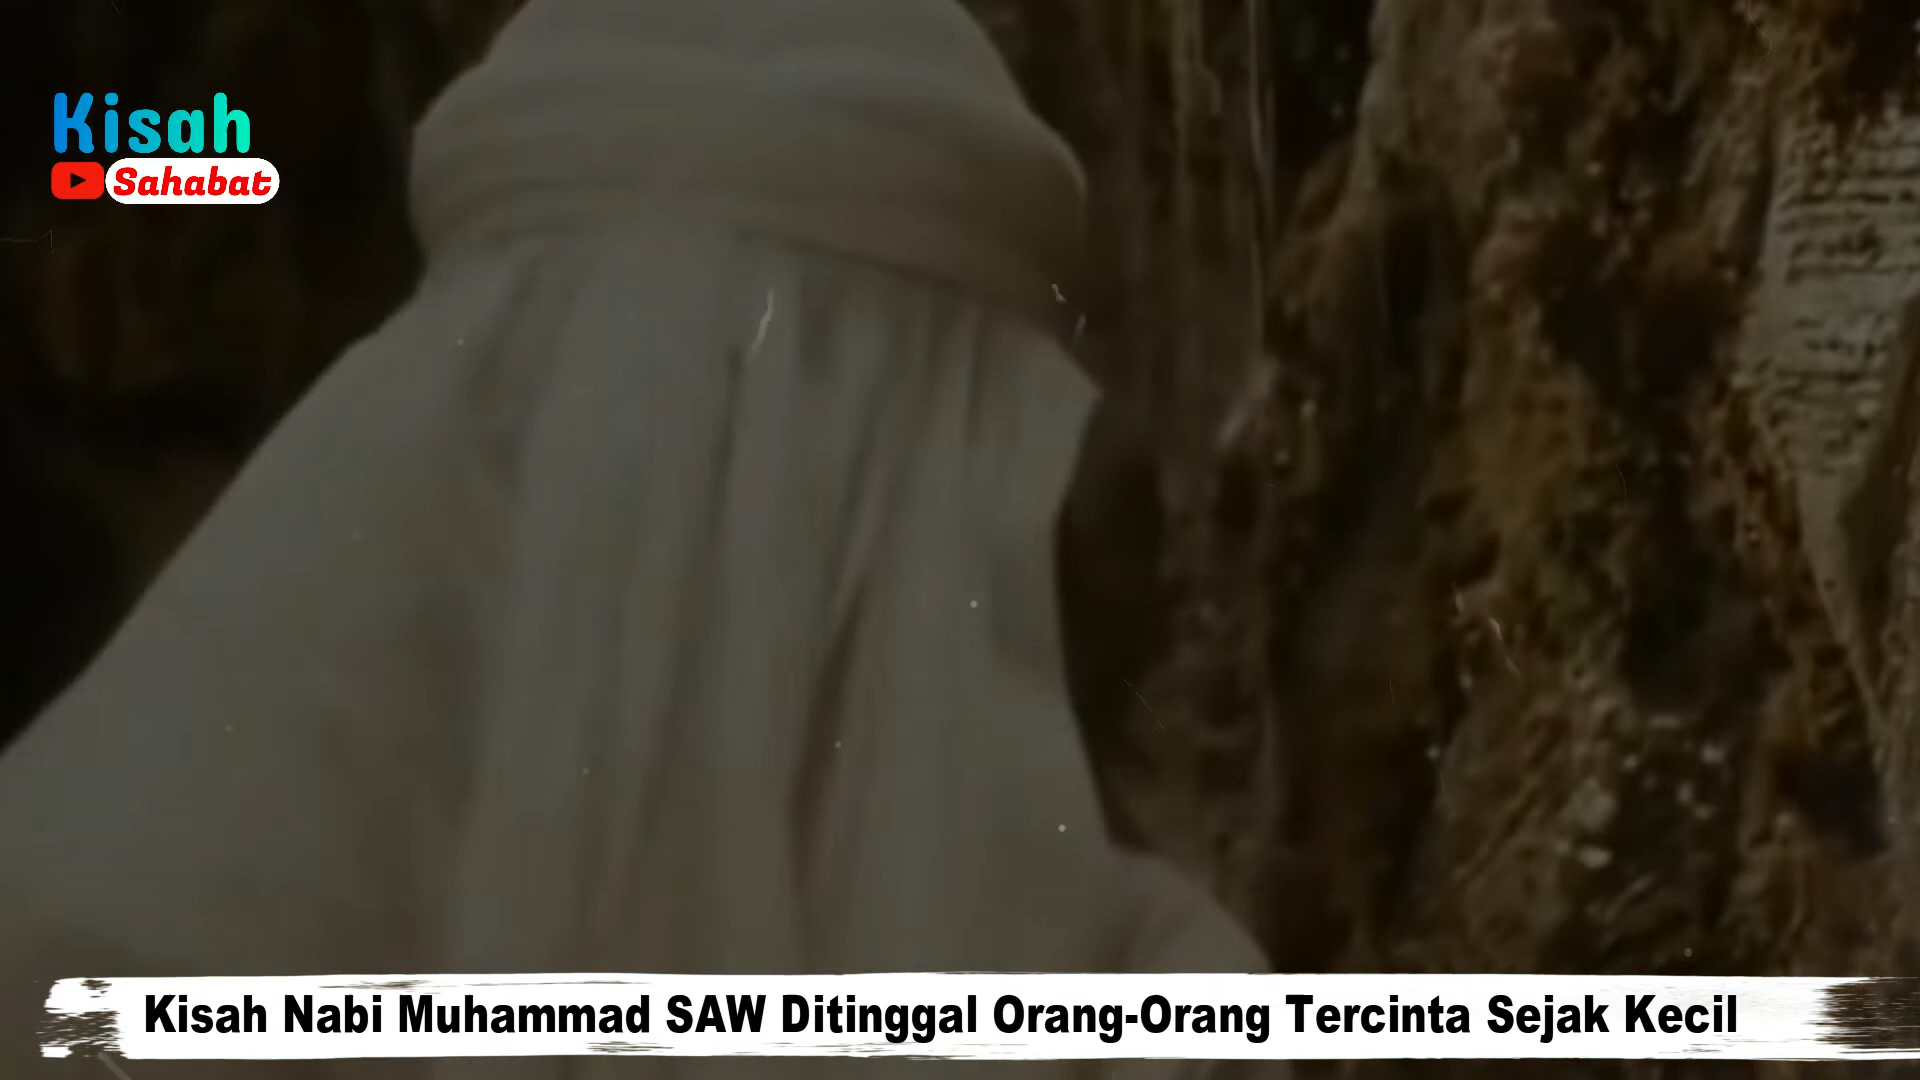 Kisah
Sahabat
Kisah Nabi Muhammad SAW Ditinggal Orang-Orang Tercinta Sejak Kecil